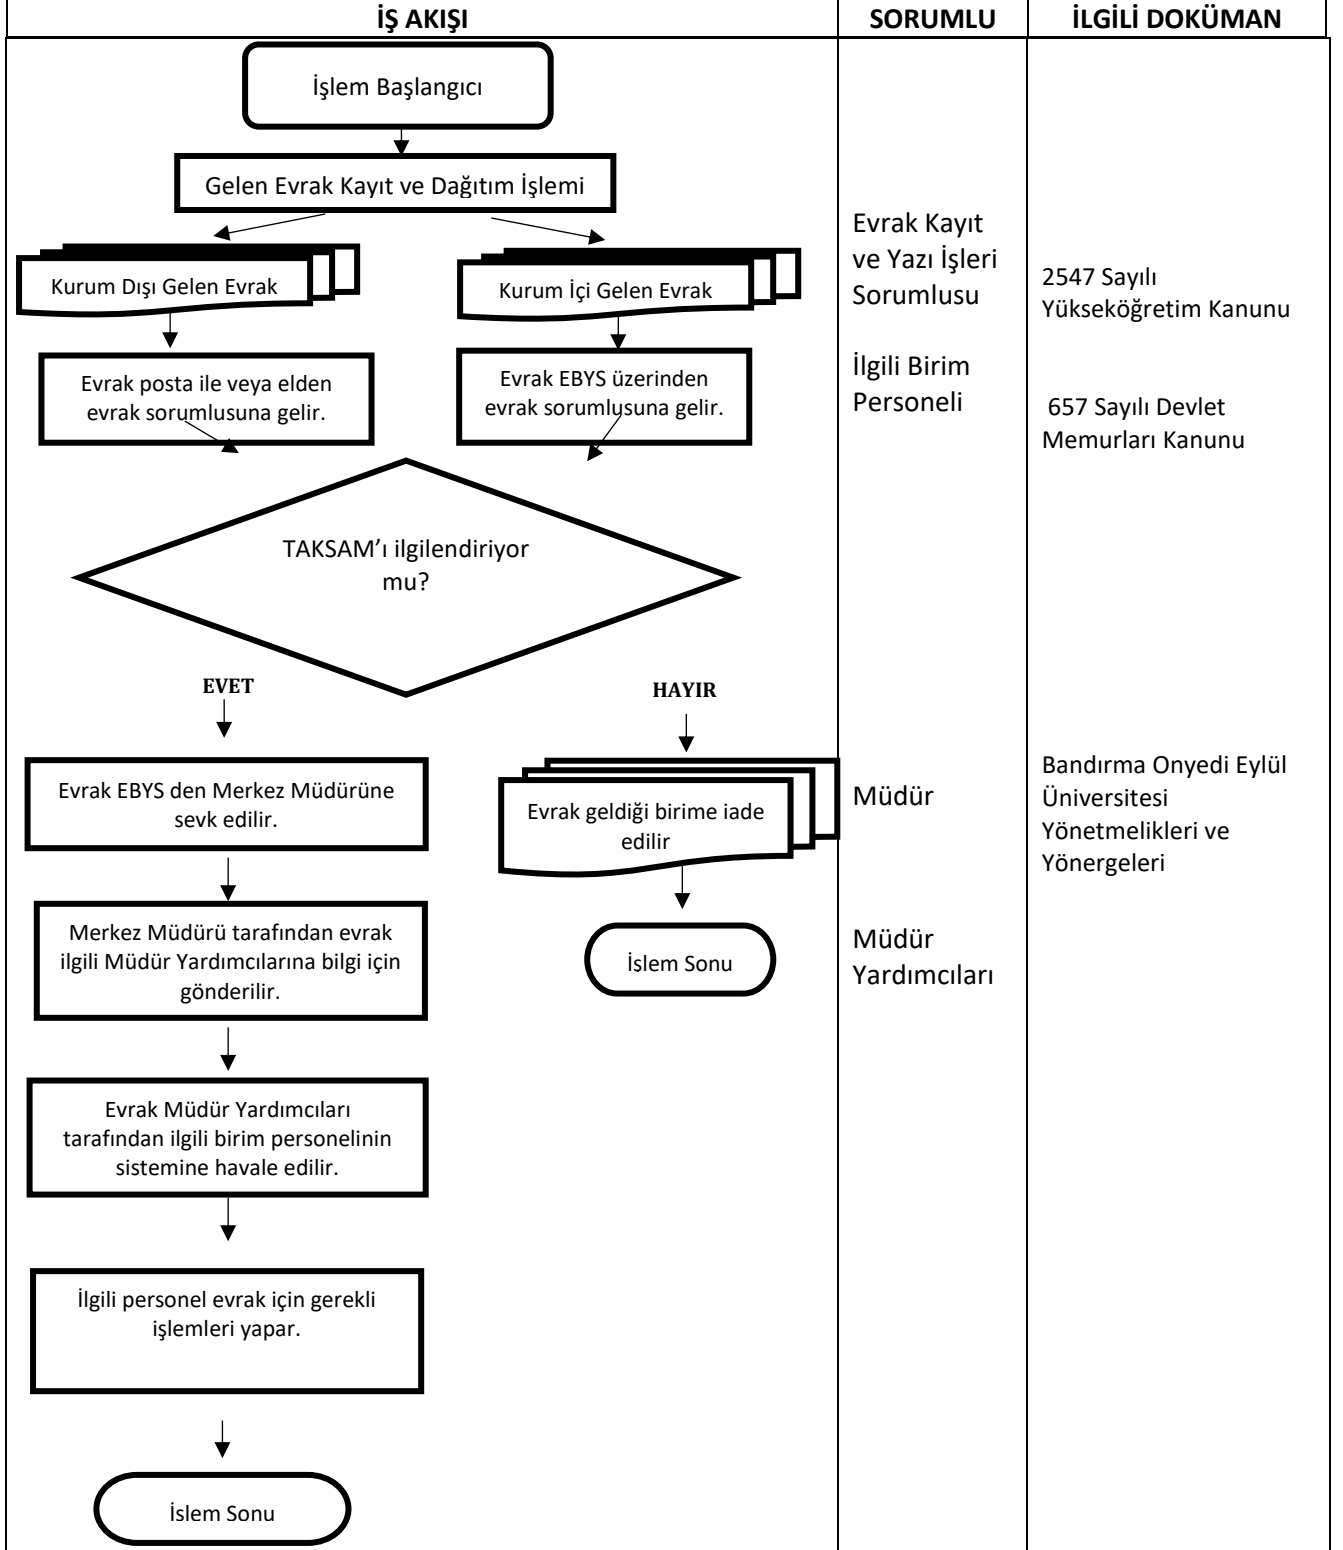 İŞ AKIŞI
SORUMLU
İLGİLİ DOKÜMAN
İşlem Başlangıcı
Gelen Evrak Kayıt ve Dağıtım İşlemi
Kurum Dışı Gelen Evrak
Kurum İçi Gelen Evrak
Evrak posta ile veya elden
evrak sorumlusuna gelir.
Evrak EBYS üzerinden
evrak sorumlusuna gelir.
TAKSAM’ı ilgilendiriyor
mu?
EVET
HAYIR
Evrak EBYS den Merkez Müdürüne
sevk edilir.
Evrak geldiği birime iade
edilir
Merkez Müdürü tarafından evrak
ilgili Müdür Yardımcılarına bilgi için
gönderilir.
İslem Sonu
Evrak Müdür Yardımcıları
tarafından ilgili birim personelinin
sistemine havale edilir.
İlgili personel evrak için gerekli
işlemleri yapar.
İslem Sonu
Evrak Kayıt
ve Yazı İşleri
Sorumlusu
İlgili Birim
Personeli
Müdür
Müdür
Yardımcıları
2547 Sayılı
Yükseköğretim Kanunu
657 Sayılı Devlet
Memurları Kanunu
Bandırma Onyedi Eylül
Üniversitesi
Yönetmelikleri ve
Yönergeleri